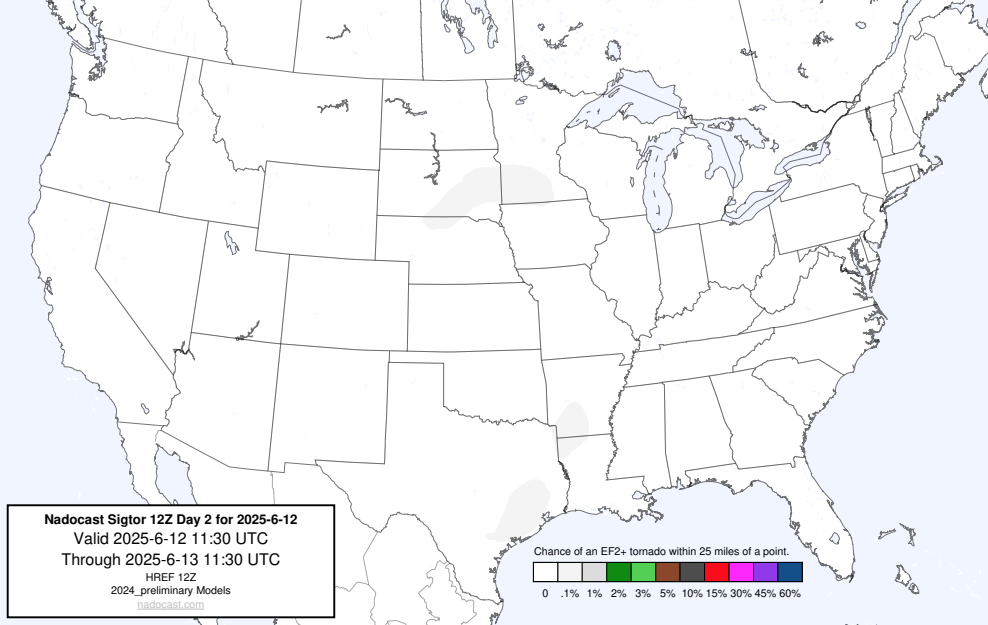 Nadocast Sigtor 12Z Day 2 for 2025-6-12
Valid 2025-6-12 11:30 UTC
Through 2025-6-13 11:30 UTC
HREF 12Z
2024_preliminary Models
nadocast.com
Chance of an EF2+ tornado within 25 miles of a point.
0 .1% 1% 2% 3% 5% 10% 15% 30% 45% 60%